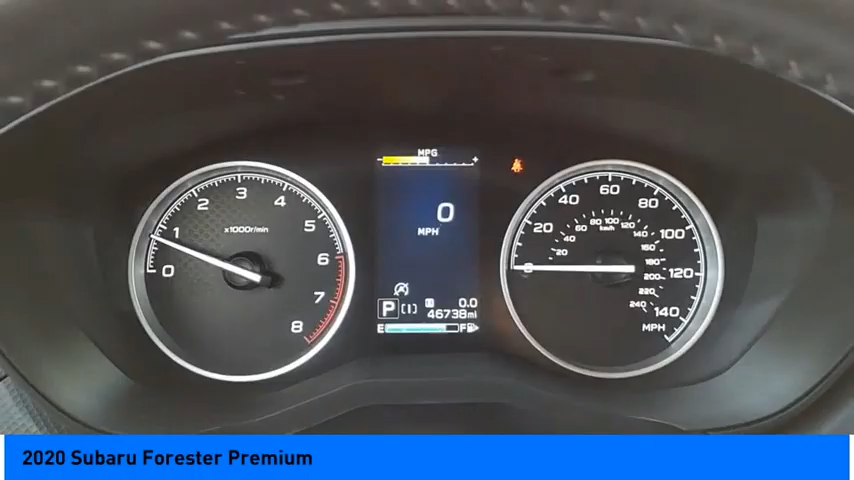 MPG
- +
0
MPH
P [I] B 0.0
46738mi
E F
0 1 2 3 4 5 6 7 8
x1000r/min
0 20 40 60 80 100 120 140
MPH
20 40 60 80 100 120 140 160 180 200 220 240
km/h
2020 Subaru Forester Premium